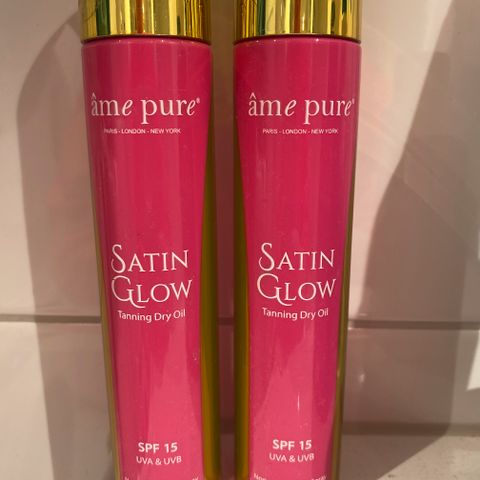 âme pure®
PARIS - LONDON - NEW YORK
SATIN
GLOW
Tanning Dry Oil
SPF 15
UVA & UVB
âme pure®
PARIS - LONDON - NEW YORK
SATIN
GLOW
Tanning Dry Oil
SPF 15
UVA & UVB